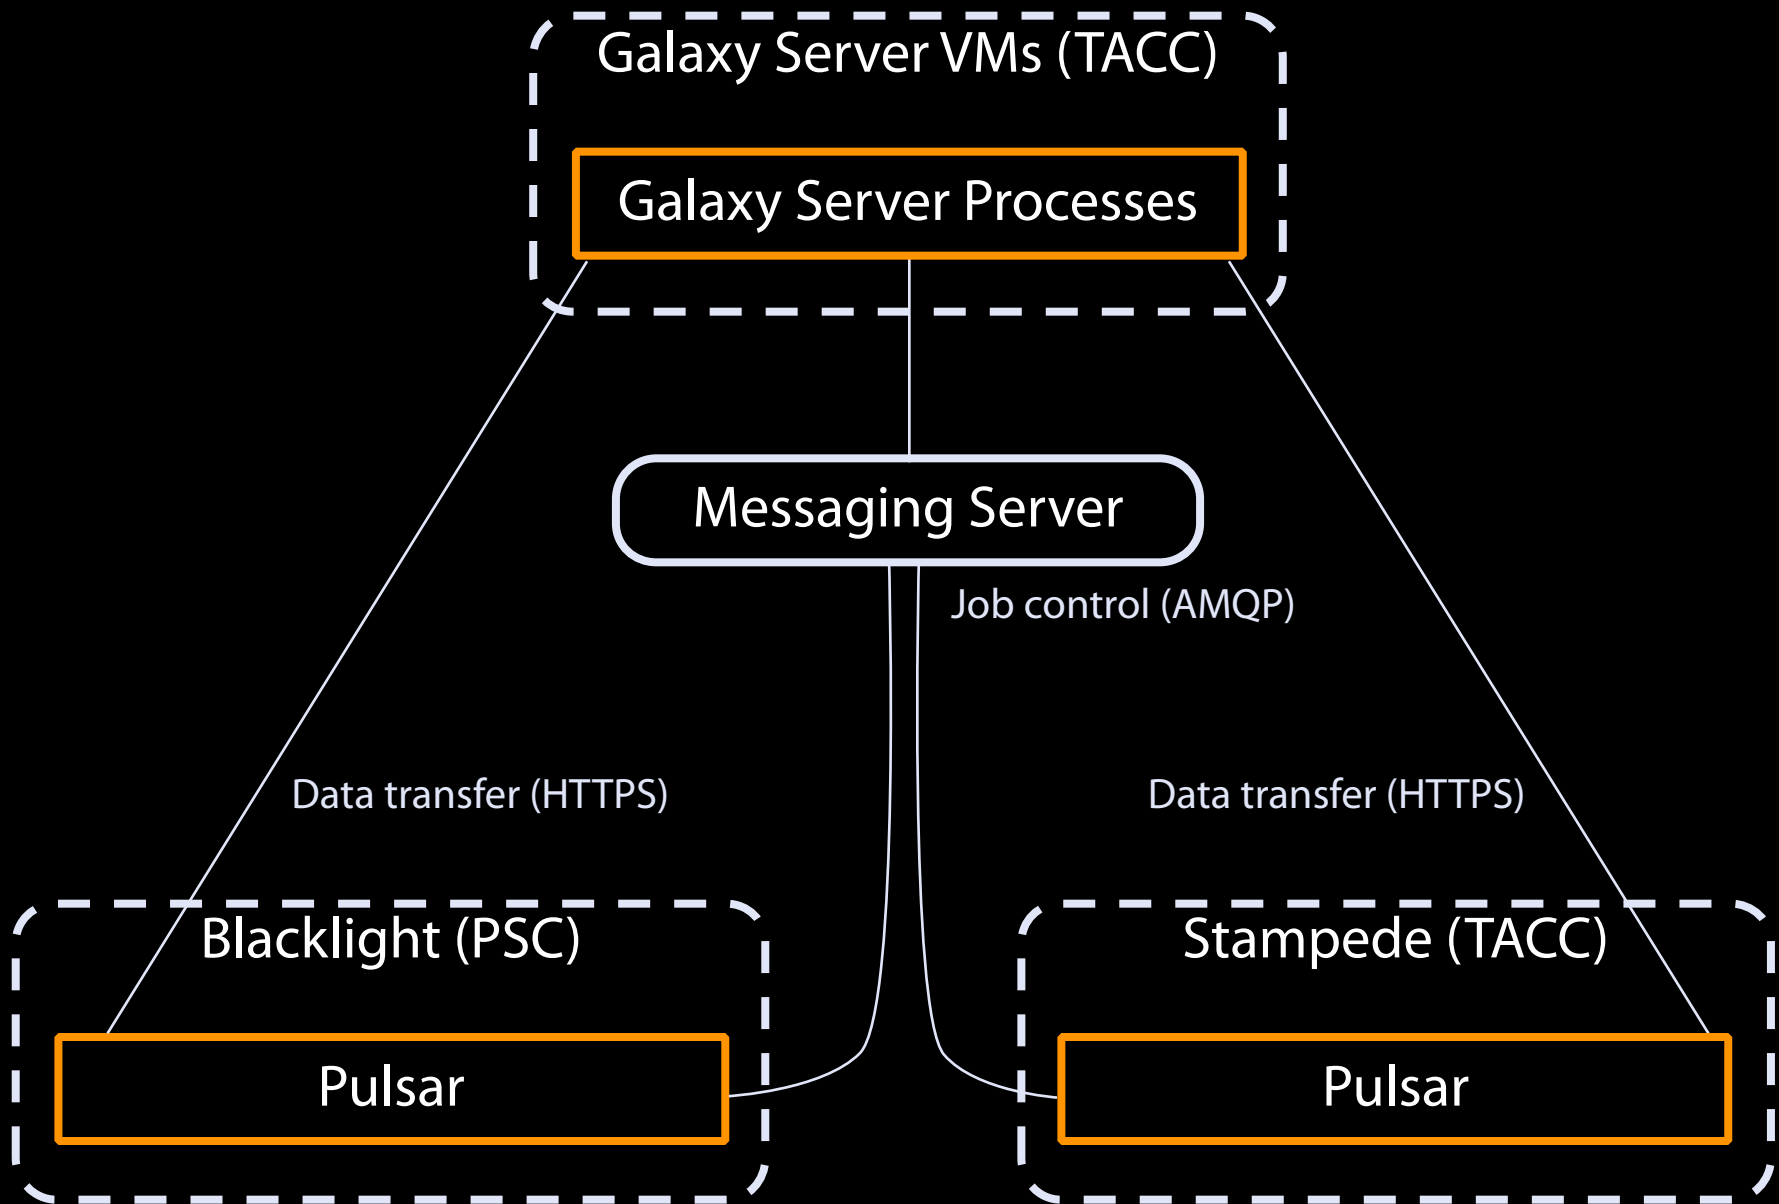 Galaxy Server VMs (TACC)
Galaxy Server Processes
Messaging Server
Job control (AMQP)
Data transfer (HTTPS)
Data transfer (HTTPS)
Blacklight (PSC)
Stampede (TACC)
Pulsar
Pulsar